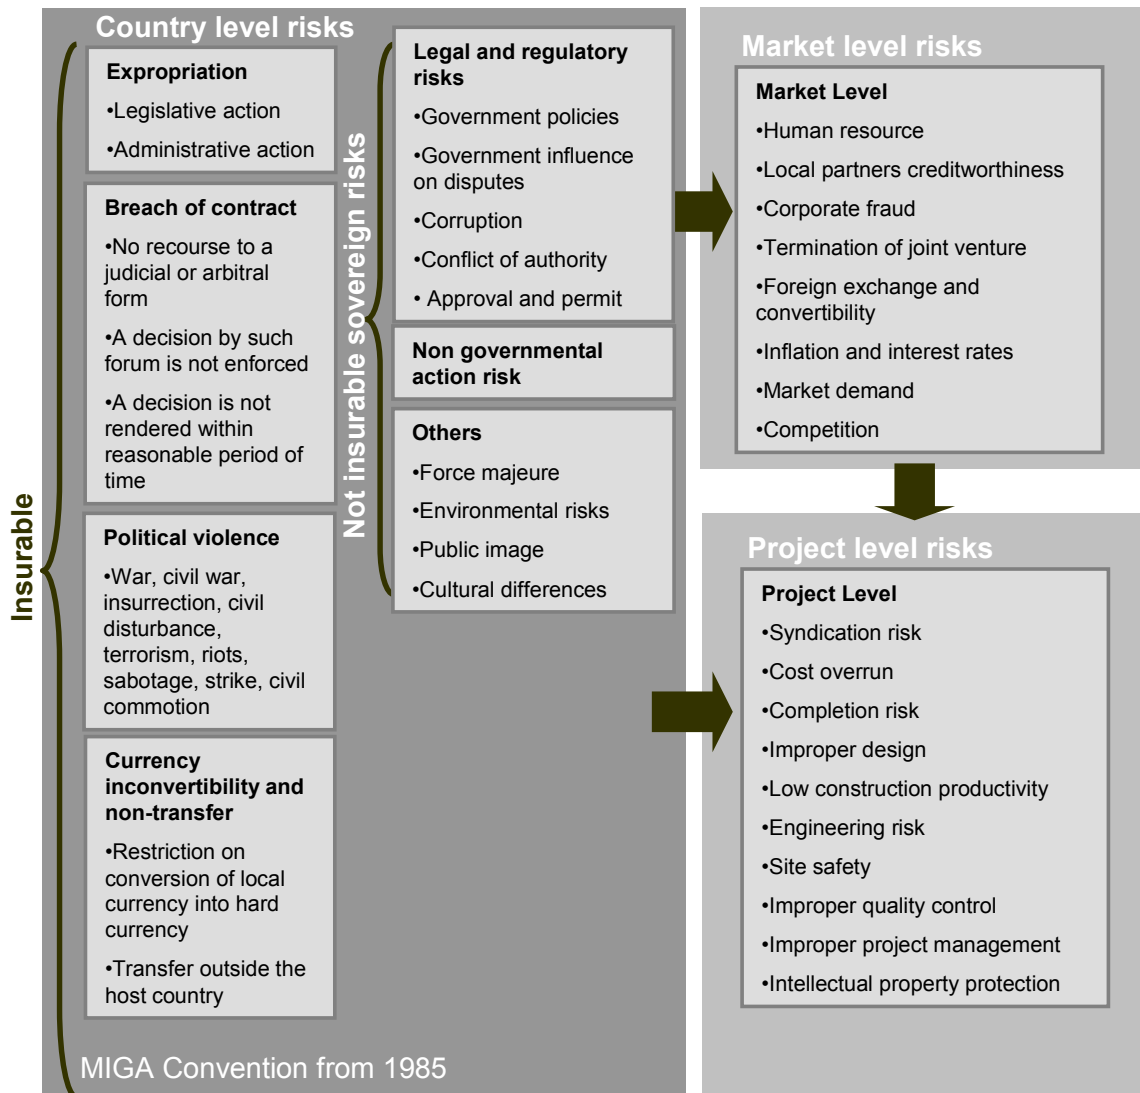 Country level risks
Insurable
Expropriation
•Legislative action
•Administrative action
Breach of contract
•No recourse to a
judicial or arbitral
form
•A decision by such
forum is not enforced
•A decision is not
rendered within
reasonable period of
time
Political violence
•War, civil war,
insurrection, civil
disturbance,
terrorism, riots,
sabotage, strike, civil
commotion
Currency
inconvertibility and
non-transfer
•Restriction on
conversion of local
currency into hard
currency
•Transfer outside the
host country
MIGA Convention from 1985
Not insurable sovereign risks
Legal and regulatory
risks
•Government policies
•Government influence
on disputes
•Corruption
•Conflict of authority
• Approval and permit
Non governmental
action risk
Others
•Force majeure
•Environmental risks
•Public image
•Cultural differences
Market level risks
Market Level
•Human resource
•Local partners creditworthiness
•Corporate fraud
•Termination of joint venture
•Foreign exchange and
convertibility
•Inflation and interest rates
•Market demand
•Competition
Project level risks
Project Level
•Syndication risk
•Cost overrun
•Completion risk
•Improper design
•Low construction productivity
•Engineering risk
•Site safety
•Improper quality control
•Improper project management
•Intellectual property protection